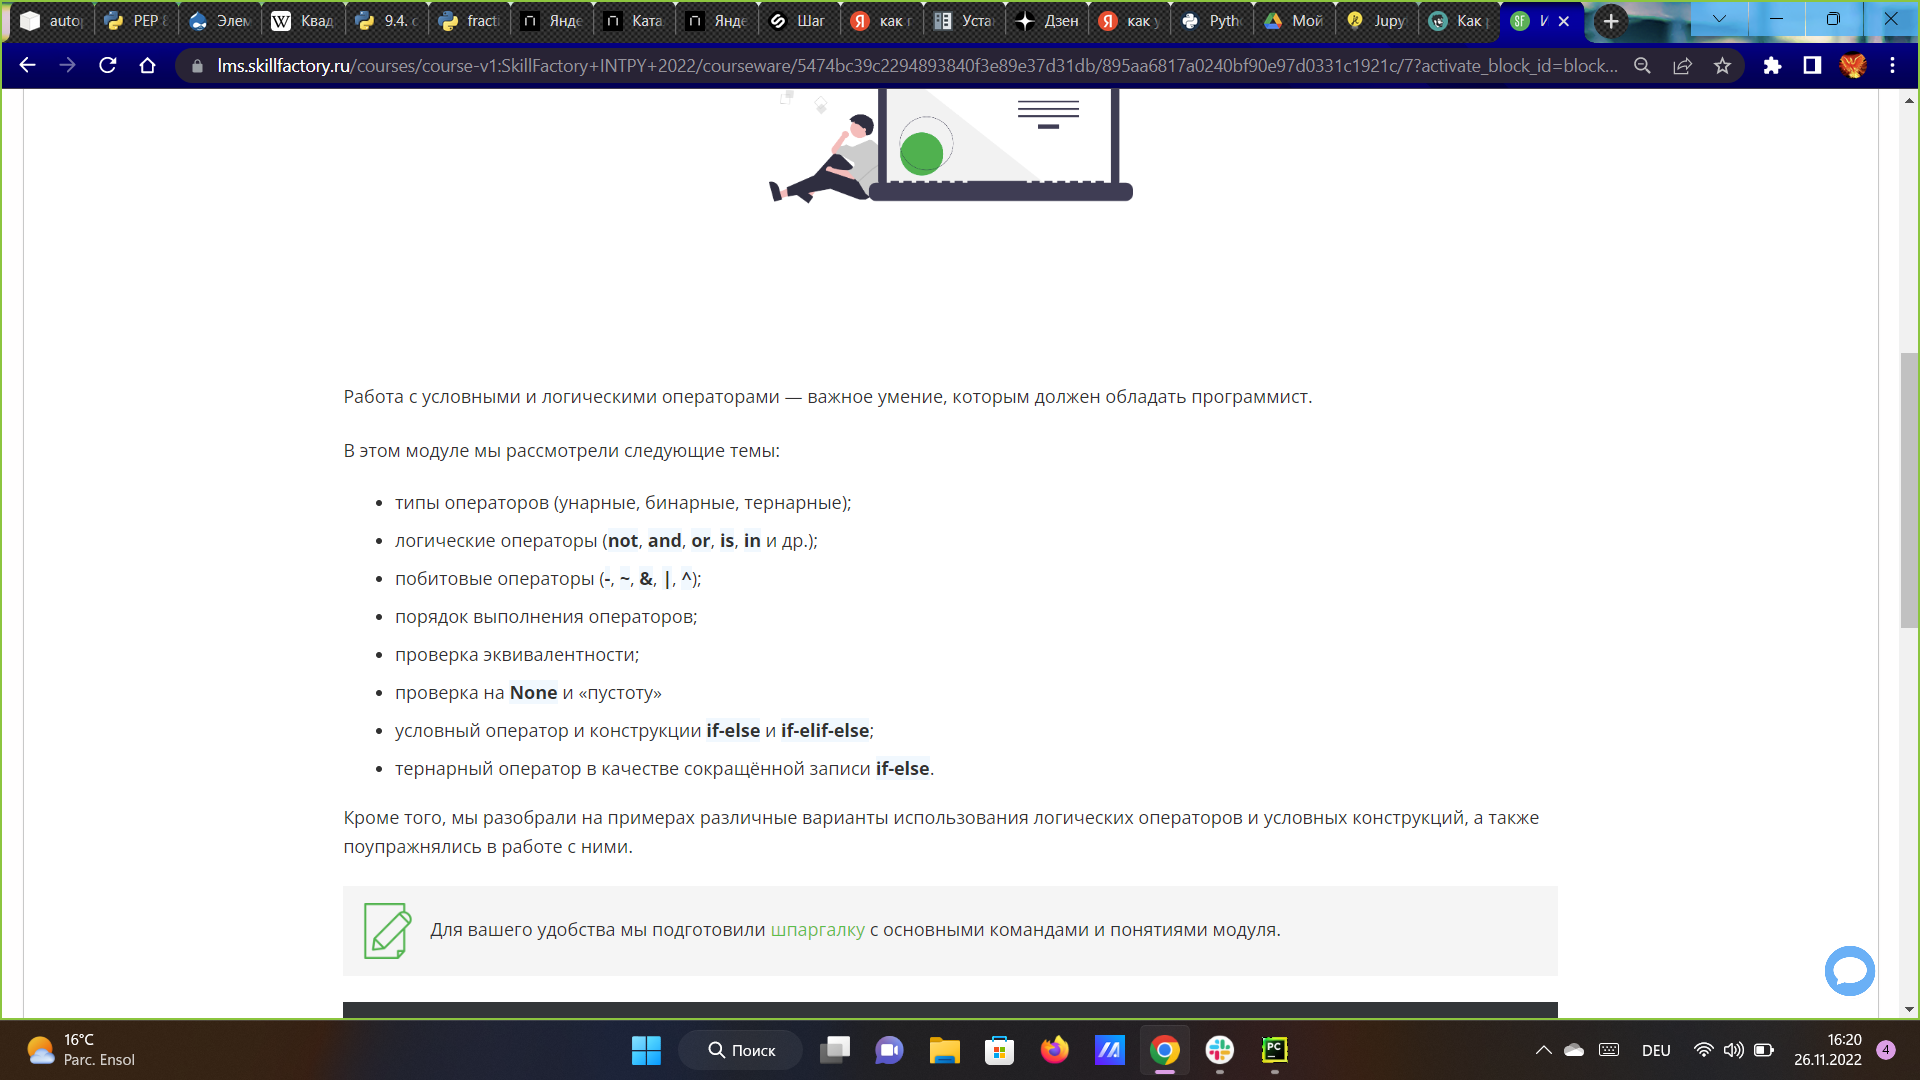 auto PEP Элем Квад 9.4. fracti Янде Ката Янде Шаг как Уста Дзен как Pyth Мой Jupy Как
lms.skillfactory.ru/courses/course-v1:SkillFactory+INTPY+2022/courseware/5474bc39c2294893840f3e89e37d31db/895aa6817a0240bf90e97d0331c1921c/7?activate_block_id=block...
Работа с условными и логическими операторами — важное умение, которым должен обладать программист.
В этом модуле мы рассмотрели следующие темы:
• типы операторов (унарные, бинарные, тернарные);
• логические операторы (not, and, or, is, in и др.);
• побитовые операторы (-, ~, &, |, ^);
• порядок выполнения операторов;
• проверка эквивалентности;
• проверка на None и «пустоту»
• условный оператор и конструкции if-else и if-elif-else;
• тернарный оператор в качестве сокращённой записи if-else.
Кроме того, мы разобрали на примерах различные варианты использования логических операторов и условных конструкций, а также
поупражнялись в работе с ними.
Для вашего удобства мы подготовили шпаргалку с основными командами и понятиями модуля.
16°C
Parc. Ensol
Поиск
DEU
16:20
26.11.2022
4